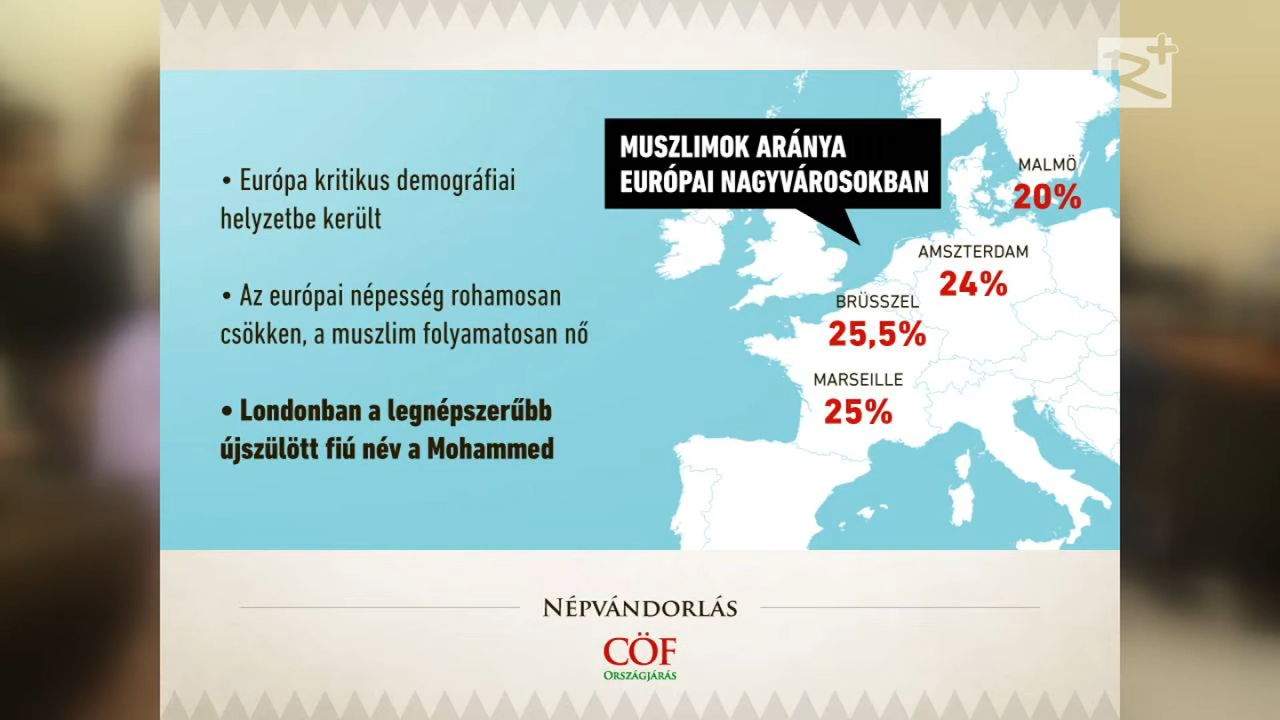 • Európa kritikus demográfiai
helyzetbe került
• Az európai népesség rohamosan
csökken, a muszlim folyamatosan nő
• Londonban a legnépszerűbb
újszülött fiú név a Mohammed
MUSZLIMOK ARÁNYA
EURÓPAI NAGYVÁROSOKBAN
MALMÖ
20%
AMSZTERDAM
24%
BRÜSSZEL
25,5%
MARSEILLE
25%
NÉPVÁNDORLÁS
CÖF
ORSZÁGJÁRÁS
R+